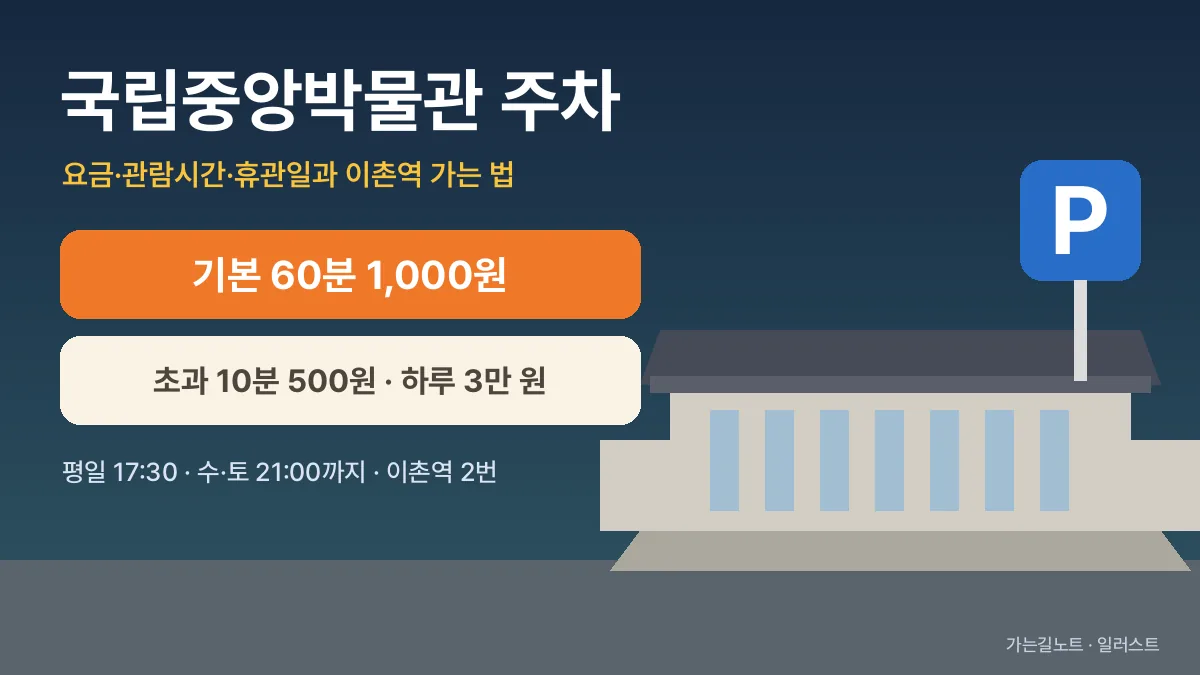 국립중앙박물관 주차
요금·관람시간·휴관일과 이촌역 가는 법
기본 60분 1,000원
초과 10분 500원 · 하루 3만 원
평일 17:30 · 수·토 21:00까지 · 이촌역 2번
P
가는길노트 · 일러스트